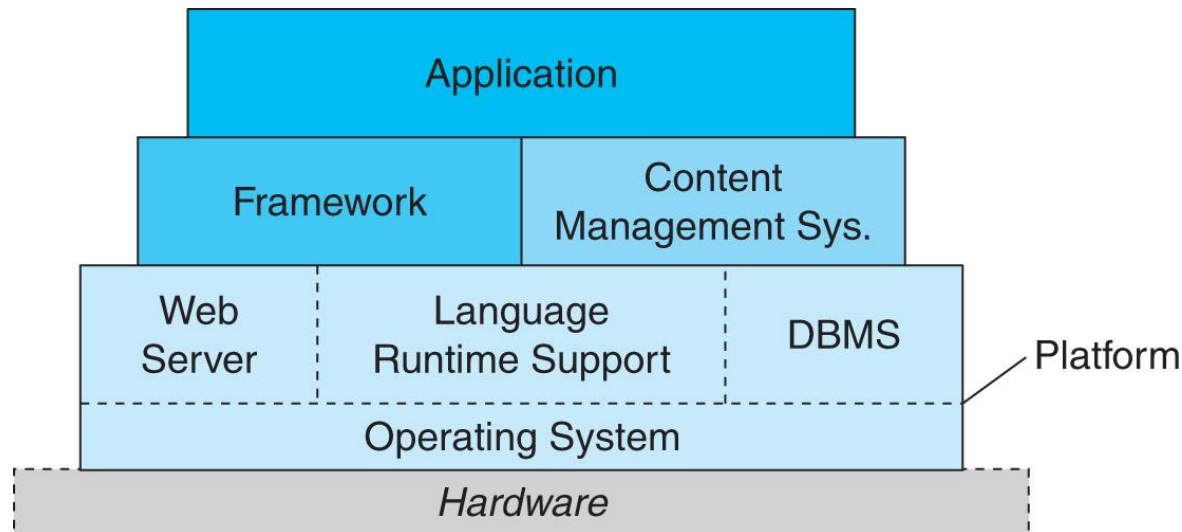 Application
Framework
Content
Management Sys.
Web
Server
Language
Runtime Support
DBMS
Platform
Operating System
Hardware